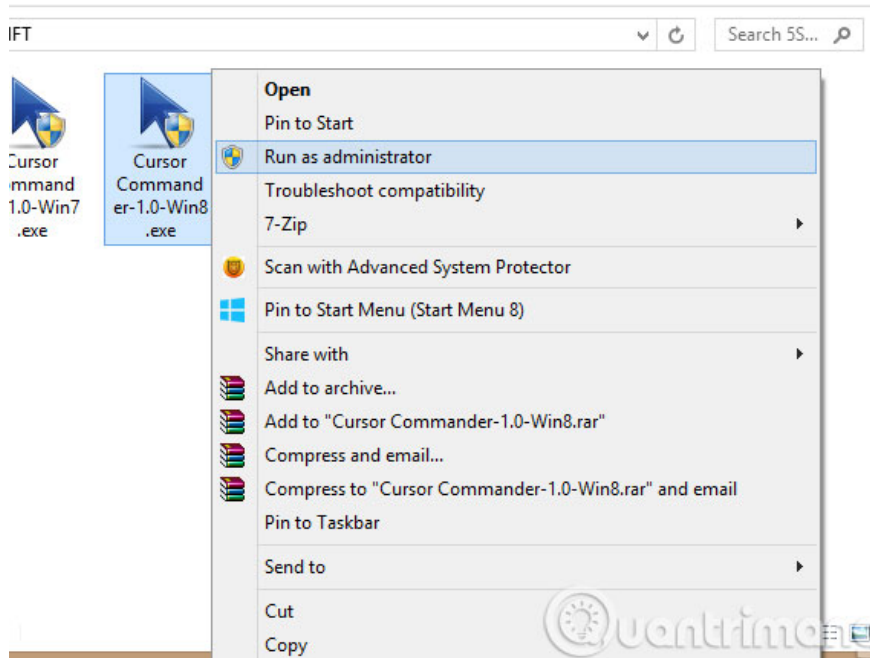 IFT
Search 5S...
Cursor
ommand
1.0-Win7
.exe
Cursor
Command
er-1.0-Win8
.exe
Open
Pin to Start
Run as administrator
Troubleshoot compatibility
7-Zip
Scan with Advanced System Protector
Pin to Start Menu (Start Menu 8)
Share with
Add to archive...
Add to "Cursor Commander-1.0-Win8.rar"
Compress and email...
Compress to "Cursor Commander-1.0-Win8.rar" and email
Pin to Taskbar
Send to
Cut
Copy
Quantrimang